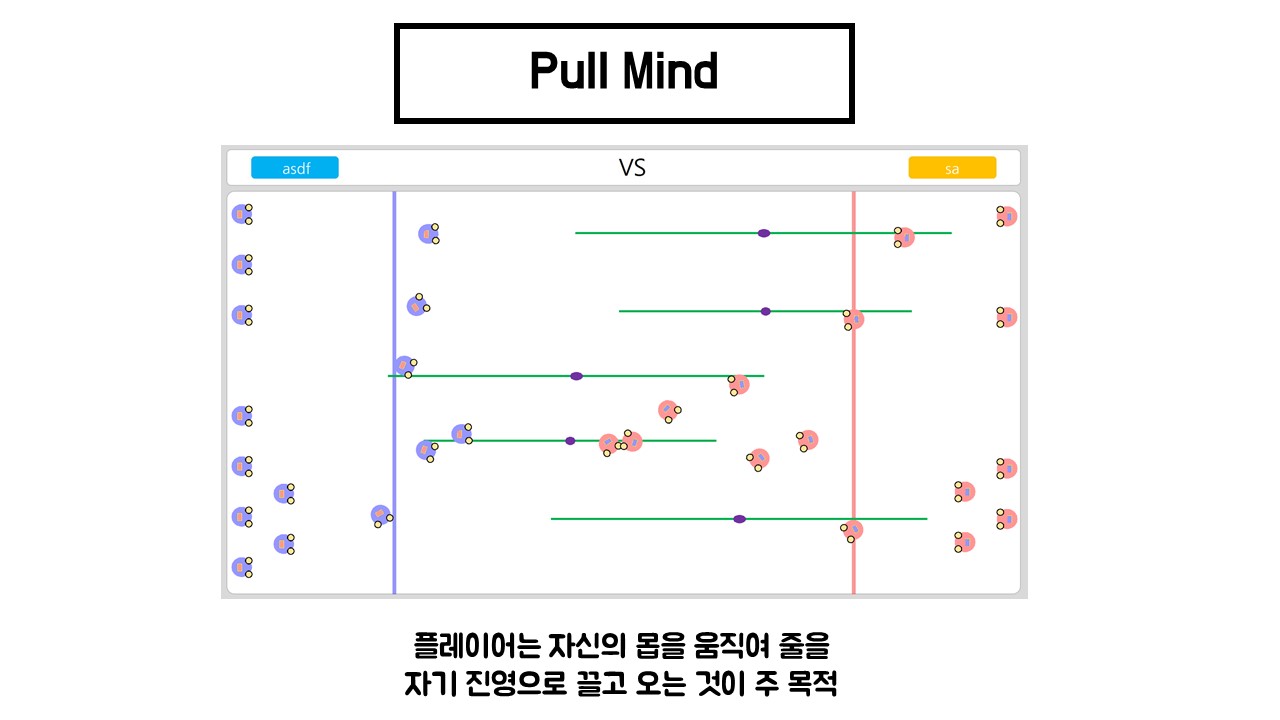 Pull Mind
asdf VS sa
플레이어는 자신의 몹을 움직여 줄을
자기 진영으로 끌고 오는 것이 주 목적